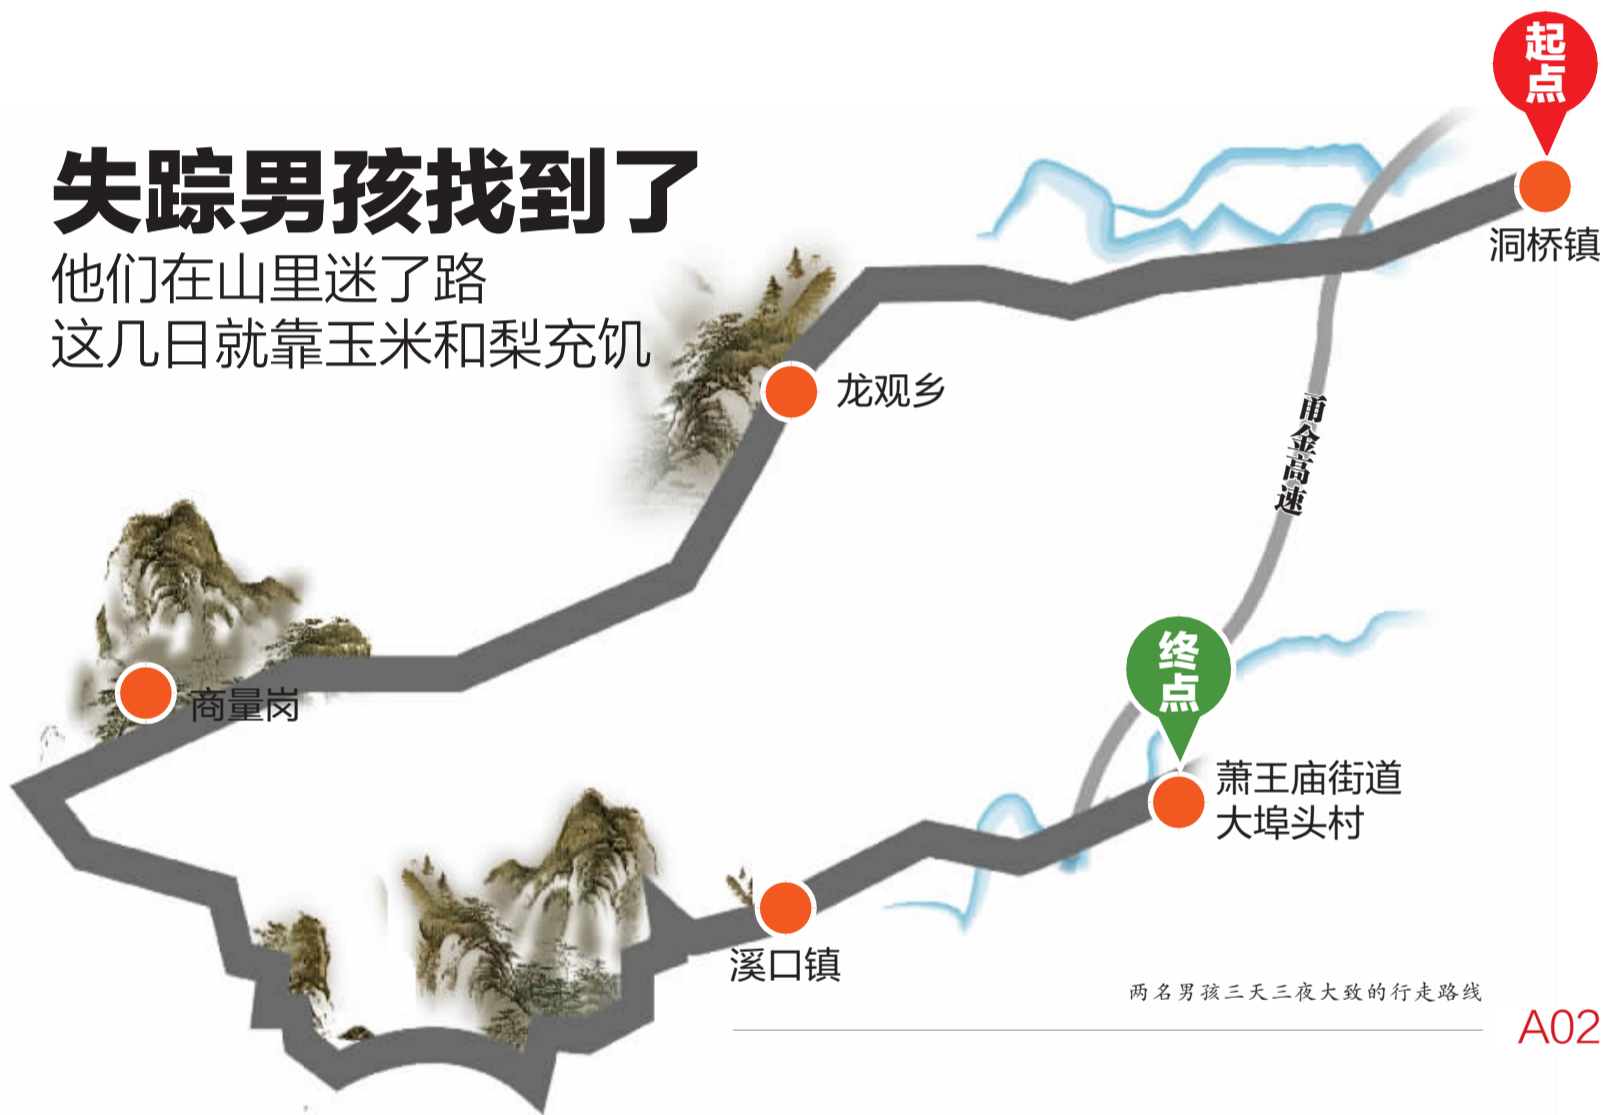 失踪男孩找到了
他们在山里迷了路
这几日就靠玉米和梨充饥
起点
洞桥镇
龙观乡
甬金高速
商量岗
终点
萧王庙街道
大埠头村
溪口镇
两名男孩三天三夜大致的行走路线
A02